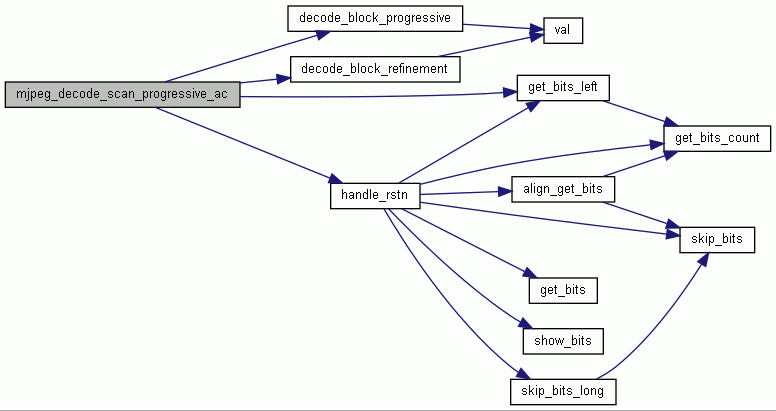 decode_block_progressive
val
decode_block_refinement
mjpeg_decode_scan_progressive_ac
get_bits_left
get_bits_count
handle_rstn
align_get_bits
skip_bits
get_bits
show_bits
skip_bits_long